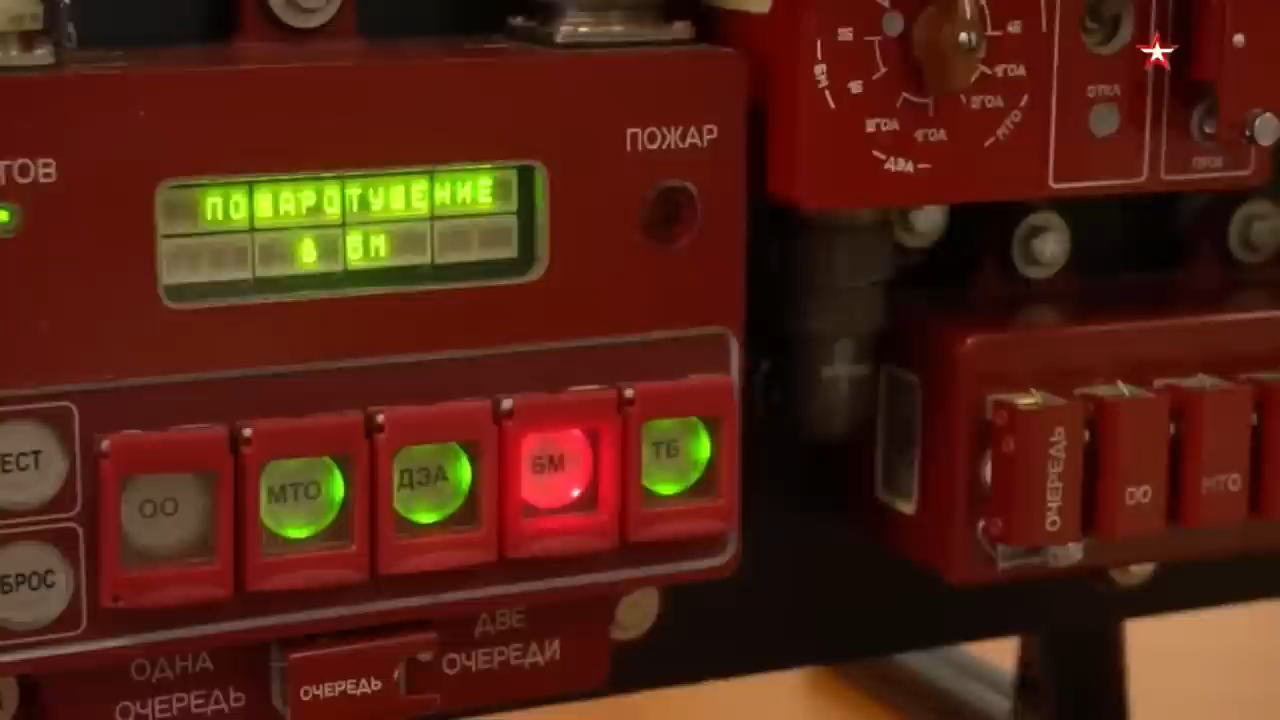 ТОВ
ПОЖАРОТУШЕНИЕ
В БМ
ПОЖАР
ЕСТ
БРОС
ОО
МТО
ДЗА
БМ
ТБ
ОДНА
ОЧЕРЕДЬ
ОЧЕРЕДЬ
ДВЕ
ОЧЕРЕДИ
МТО
ОТКЛ
ОЧЕРЕДЬ
ОО
МТО